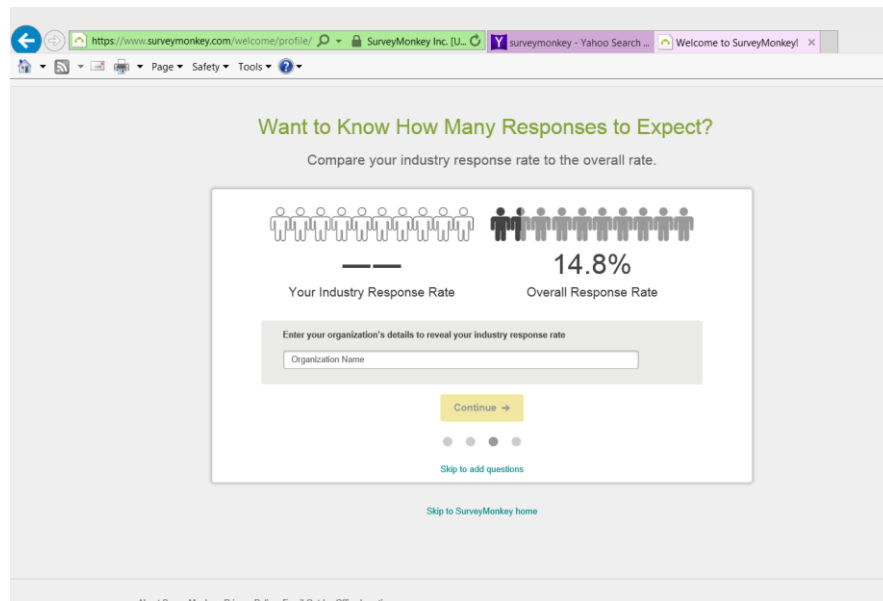 https://www.surveymonkey.com/welcome/profile/
SurveyMonkey Inc. [U...
surveymonkey - Yahoo Search ...
Welcome to SurveyMonkey!
Page
Safety
Tools
Want to Know How Many Responses to Expect?
Compare your industry response rate to the overall rate.
14.8%
Your Industry Response Rate
Overall Response Rate
Enter your organization's details to reveal your industry response rate
Organization Name
Continue →
Skip to add questions
Skip to SurveyMonkey home